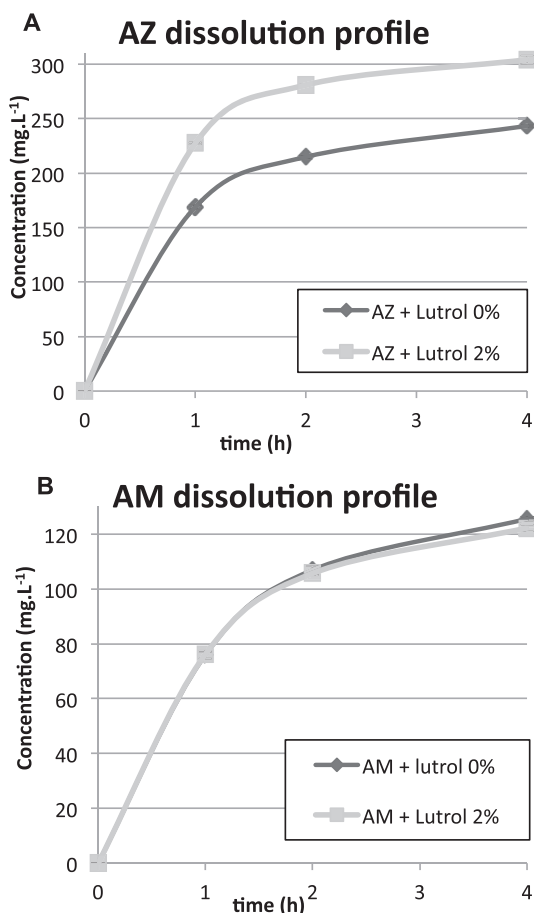 A
AZ dissolution profile
Concentration (mg.L-1)
300
250
200
150
100
50
0
AZ + Lutrol 0%
AZ + Lutrol 2%
0 1 2 3 4
time (h)
B
AM dissolution profile
Concentration (mg.L-1)
120
100
80
60
40
20
0
AM + lutrol 0%
AM + Lutrol 2%
0 1 2 3 4
time (h)